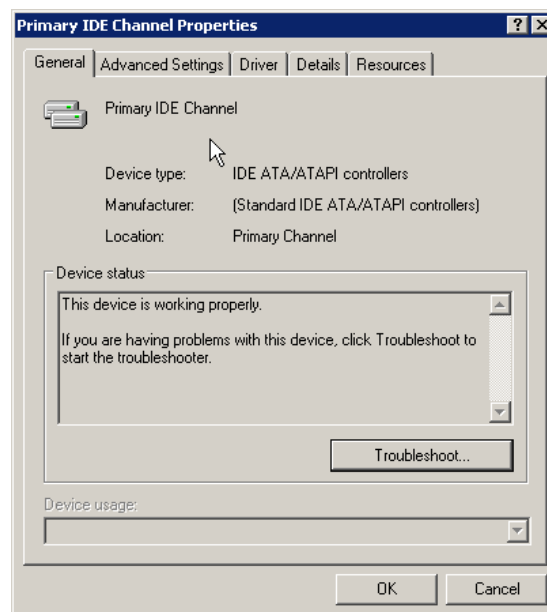 Primary IDE Channel Properties
General Advanced Settings Driver Details Resources
Primary IDE Channel
Device type: IDE ATA/ATAPI controllers
Manufacturer: (Standard IDE ATA/ATAPI controllers)
Location: Primary Channel
Device status
This device is working properly.
If you are having problems with this device, click Troubleshoot to
start the troubleshooter.
Troubleshoot...
Device usage:
OK Cancel